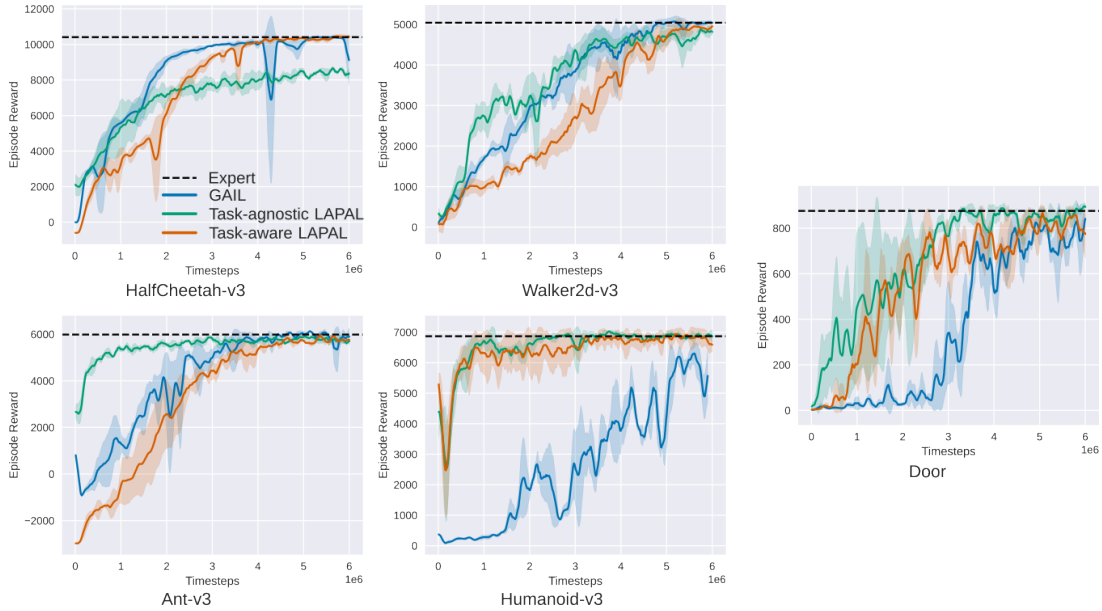 12000
10000
8000
6000
4000
2000
0
Episode Reward
Expert
GAIL
Task-agnostic LAPAL
Task-aware LAPAL
0 1 2 3 4 5 6
Timesteps
1e6
HalfCheetah-v3
5000
4000
3000
2000
1000
0
Episode Reward
0 1 2 3 4 5 6
Timesteps
1e6
Walker2d-v3
800
600
400
200
0
Episode Reward
0 1 2 3 4 5 6
Timesteps
1e6
Door
6000
4000
2000
0
−2000
Episode Reward
0 1 2 3 4 5 6
Timesteps
1e6
Ant-v3
7000
6000
5000
4000
3000
2000
1000
0
Episode Reward
0 1 2 3 4 5 6
Timesteps
1e6
Humanoid-v3